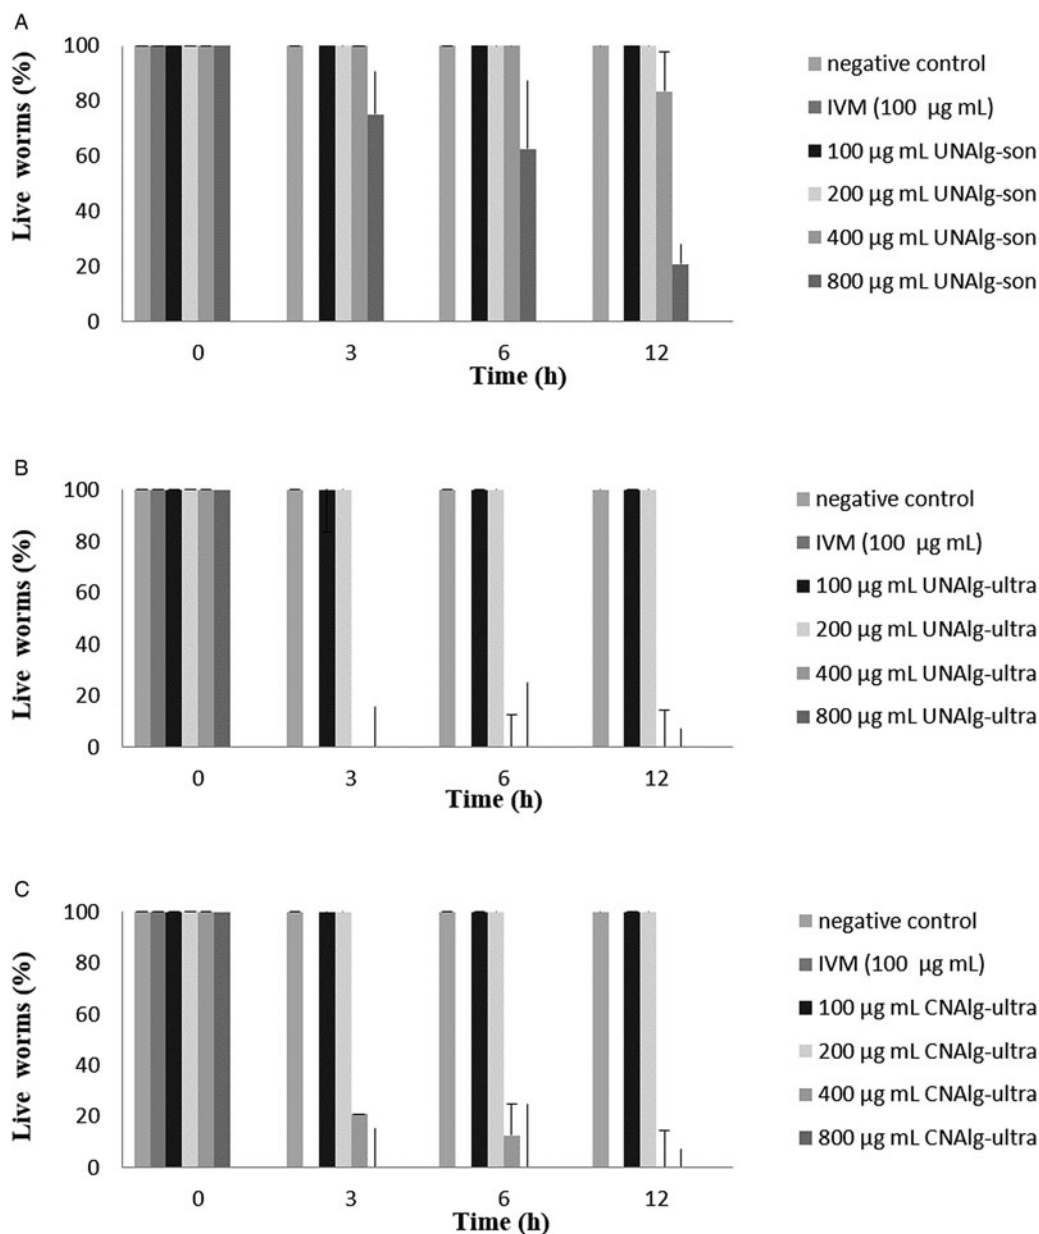 A
Live worms (%)
100
80
60
40
20
0
0 3 6 12
Time (h)
negative control
IVM (100 µg mL)
100 µg mL UNAlg-son
200 µg mL UNAlg-son
400 µg mL UNAlg-son
800 µg mL UNAlg-son
B
Live worms (%)
100
80
60
40
20
0
0 3 6 12
Time (h)
negative control
IVM (100 µg mL)
100 µg mL UNAlg-ultra
200 µg mL UNAlg-ultra
400 µg mL UNAlg-ultra
800 µg mL UNAlg-ultra
C
Live worms (%)
100
80
60
40
20
0
0 3 6 12
Time (h)
negative control
IVM (100 µg mL)
100 µg mL CNAlg-ultra
200 µg mL CNAlg-ultra
400 µg mL CNAlg-ultra
800 µg mL CNAlg-ultra